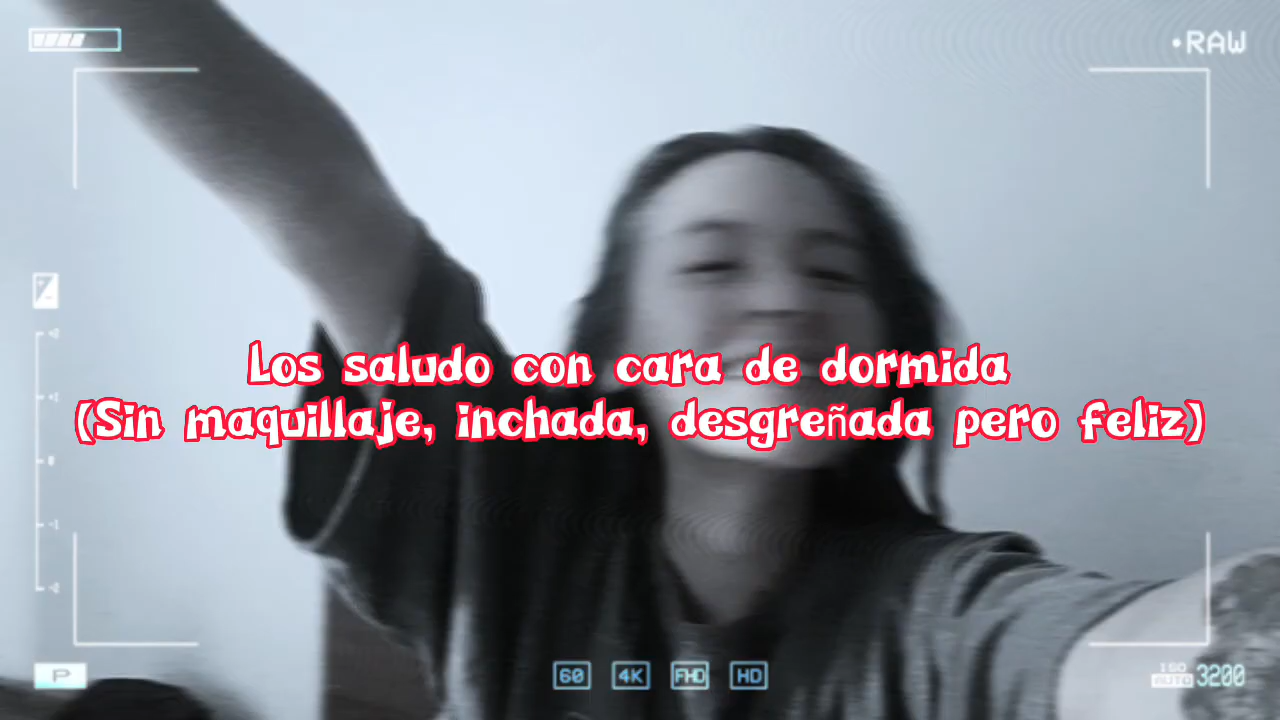 •RAW
Los saludo con cara de dormida
(Sin maquillaje, inchada, desgreñada pero feliz)
P
60 4K FHD HD
ISO
AUTO 3200